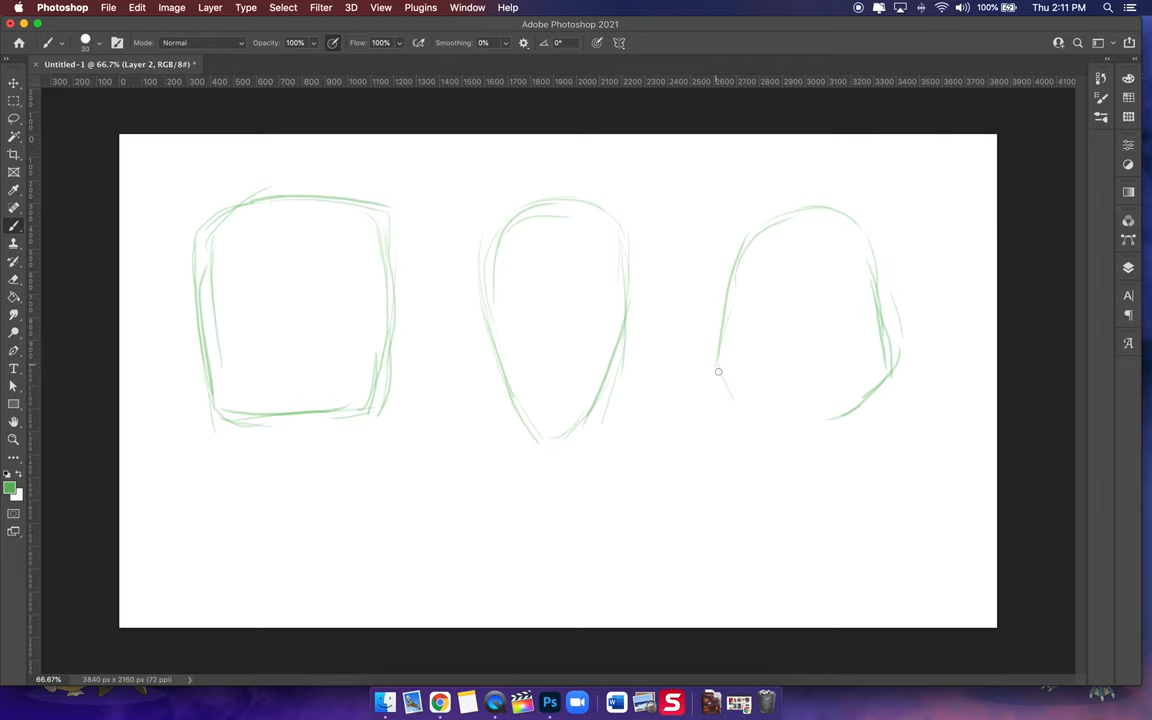 Photoshop File Edit Image Layer Type Select Filter 3D View Plugins Window Help 100% Thu 2:11 PM
Adobe Photoshop 2021
30 Mode: Normal Opacity: 100% Flow: 100% Smoothing: 0% 0°
Untitled-1 @ 66.7% (Layer 2, RGB/8#) *
300 200 100 0 100 200 300 400 500 600 700 800 900 1000 1100 1200 1300 1400 1500 1600 1700 1800 1900 2000 2100 2200 2300 2400 2500 2600 2700 2800 2900 3000 3100 3200 3300 3400 3500 3600 3700 3800 3900 4000 4100
66.67% 3840 px x 2160 px (72 ppi)